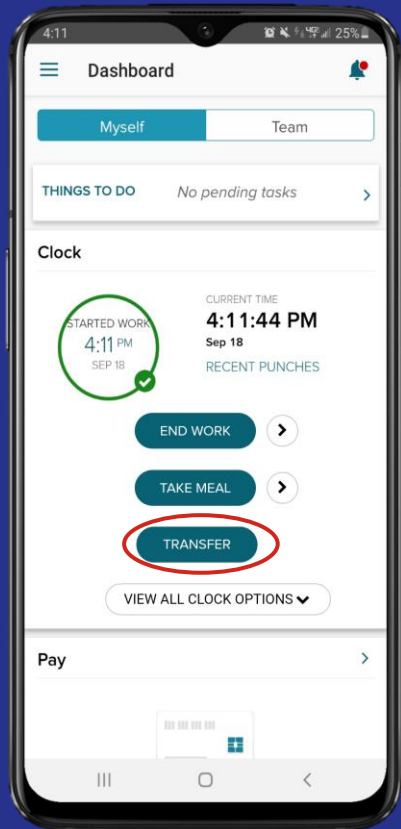 4:11
25%
Dashboard
Myself Team
THINGS TO DO No pending tasks
Clock
STARTED WORK
4:11 PM
SEP 18
CURRENT TIME
4:11:44 PM
Sep 18
RECENT PUNCHES
END WORK
TAKE MEAL
TRANSFER
VIEW ALL CLOCK OPTIONS
Pay